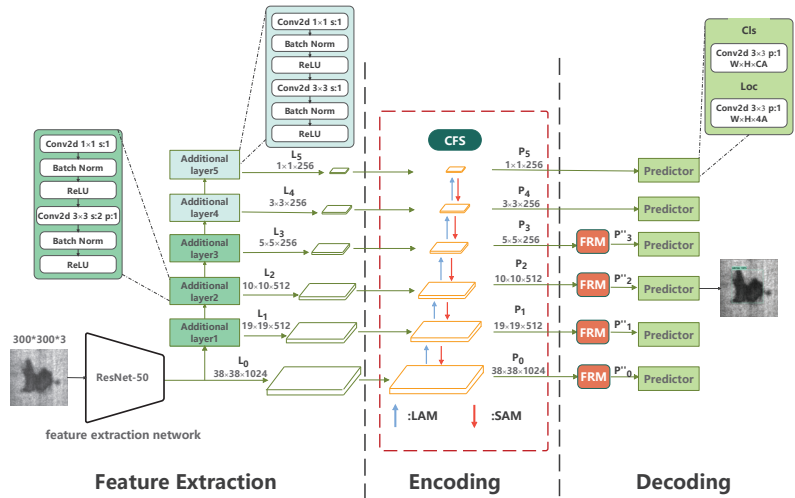 Conv2d 1×1 s:1
Batch Norm
ReLU
Conv2d 3×3 s:1
Batch Norm
ReLU
Cls
Conv2d 3×3 p:1
W×H×CA
Loc
Conv2d 3×3 p:1
W×H×4A
Conv2d 1×1 s:1
Batch Norm
ReLU
Conv2d 3×3 s:2 p:1
Batch Norm
ReLU
CFS
Additional
layer5
L5
1×1×256
P5
1×1×256
Predictor
Additional
layer4
L4
3×3×256
P4
3×3×256
Predictor
Additional
layer3
L3
5×5×256
P3
5×5×256
FRM
P''3
Predictor
Additional
layer2
L2
10×10×512
P2
10×10×512
FRM
P''2
Predictor
Additional
layer1
L1
19×19×512
P1
19×19×512
FRM
P''1
Predictor
300*300*3
ResNet-50
L0
38×38×1024
P0
38×38×1024
FRM
P''0
Predictor
feature extraction network
:LAM
:SAM
Feature Extraction
Encoding
Decoding